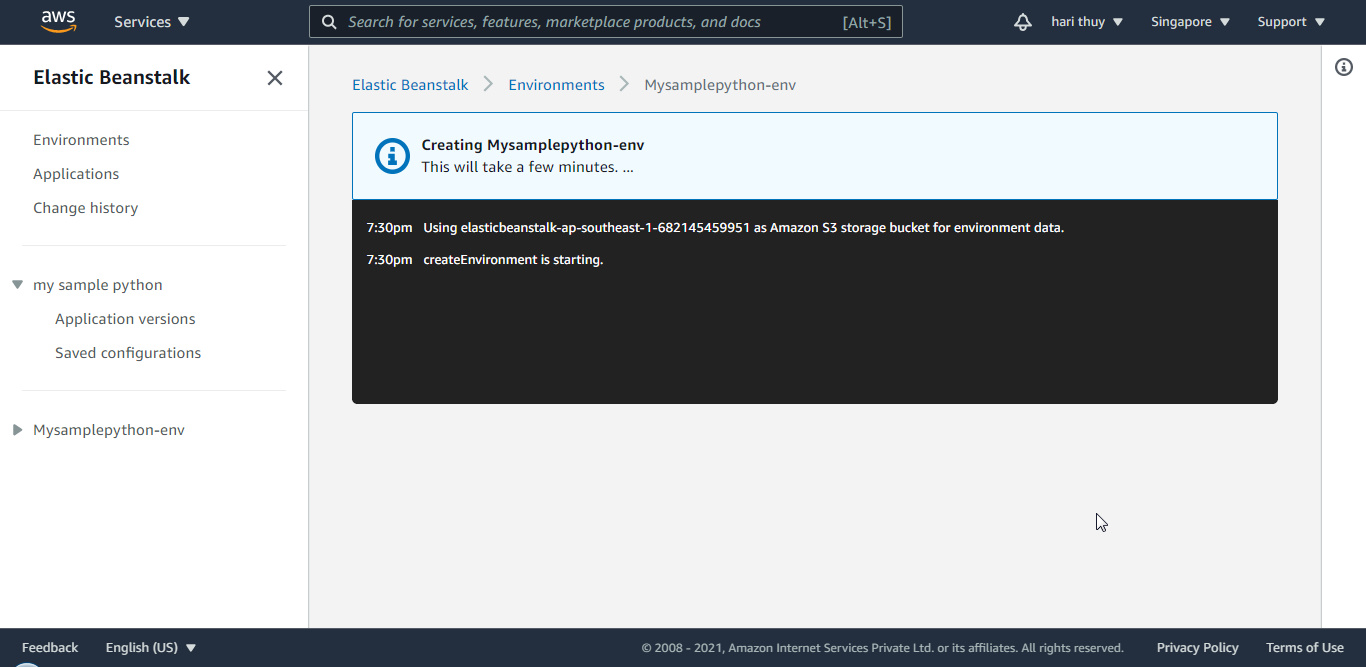 aws
Services
Search for services, features, marketplace products, and docs [Alt+S]
hari thuy
Singapore
Support
Elastic Beanstalk
Environments
Applications
Change history
my sample python
Application versions
Saved configurations
Mysamplepython-env
Elastic Beanstalk
Environments
Mysamplepython-env
Creating Mysamplepython-env
This will take a few minutes. ...
7:30pm Using elasticbeanstalk-ap-southeast-1-682145459951 as Amazon S3 storage bucket for environment data.
7:30pm createEnvironment is starting.
Feedback
English (US)
© 2008 - 2021, Amazon Internet Services Private Ltd. or its affiliates. All rights reserved.
Privacy Policy
Terms of Use